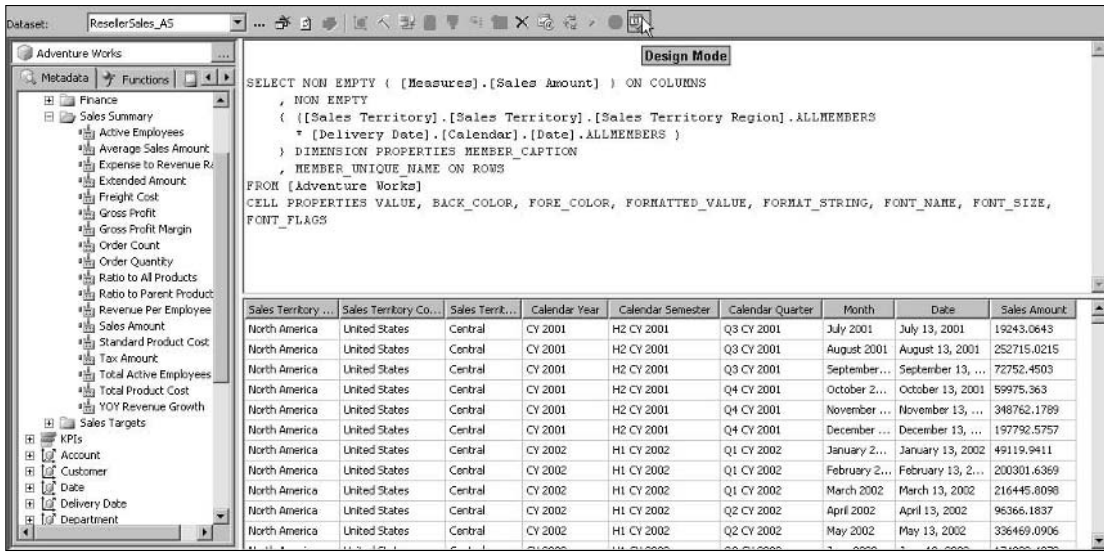 Dataset: ResellerSales_AS
Design Mode
Adventure Works
Metadata Functions
Finance
Sales Summary
Active Employees
Average Sales Amount
Expense to Revenue Ra
Extended Amount
Freight Cost
Gross Profit
Gross Profit Margin
Order Count
Order Quantity
Ratio to All Products
Ratio to Parent Product
Revenue Per Employee
Sales Amount
Standard Product Cost
Tax Amount
Total Active Employees
Total Product Cost
YOY Revenue Growth
Sales Targets
KPIs
Account
Customer
Date
Delivery Date
Department
SELECT NON EMPTY { [Measures].[Sales Amount] } ON COLUMNS
, NON EMPTY
{ ([Sales Territory].[Sales Territory].[Sales Territory Region].ALLMEMBERS
* [Delivery Date].[Calendar].[Date].ALLMEMBERS )
} DIMENSION PROPERTIES MEMBER_CAPTION
, MEMBER_UNIQUE_NAME ON ROWS
FROM [Adventure Works]
CELL PROPERTIES VALUE, BACK_COLOR, FORE_COLOR, FORMATTED_VALUE, FORMAT_STRING, FONT_NAME, FONT_SIZE,
FONT_FLAGS
Sales Territory ... Sales Territory Co... Sales Territ... Calendar Year Calendar Semester Calendar Quarter Month Date Sales Amount
North America United States Central CY 2001 H2 CY 2001 Q3 CY 2001 July 2001 July 13, 2001 19243.0643
North America United States Central CY 2001 H2 CY 2001 Q3 CY 2001 August 2001 August 13, 2001 252715.0215
North America United States Central CY 2001 H2 CY 2001 Q3 CY 2001 September... September 13, ... 72752.4503
North America United States Central CY 2001 H2 CY 2001 Q4 CY 2001 October 2... October 13, 2001 59975.363
North America United States Central CY 2001 H2 CY 2001 Q4 CY 2001 November ... November 13, ... 348762.1789
North America United States Central CY 2001 H2 CY 2001 Q4 CY 2001 December ... December 13, ... 197792.5757
North America United States Central CY 2002 H1 CY 2002 Q1 CY 2002 January 2... January 13, 2002 49119.9411
North America United States Central CY 2002 H1 CY 2002 Q1 CY 2002 February 2... February 13, 2... 200301.6369
North America United States Central CY 2002 H1 CY 2002 Q1 CY 2002 March 2002 March 13, 2002 216445.8098
North America United States Central CY 2002 H1 CY 2002 Q2 CY 2002 April 2002 April 13, 2002 96366.1837
North America United States Central CY 2002 H1 CY 2002 Q2 CY 2002 May 2002 May 13, 2002 336469.0906